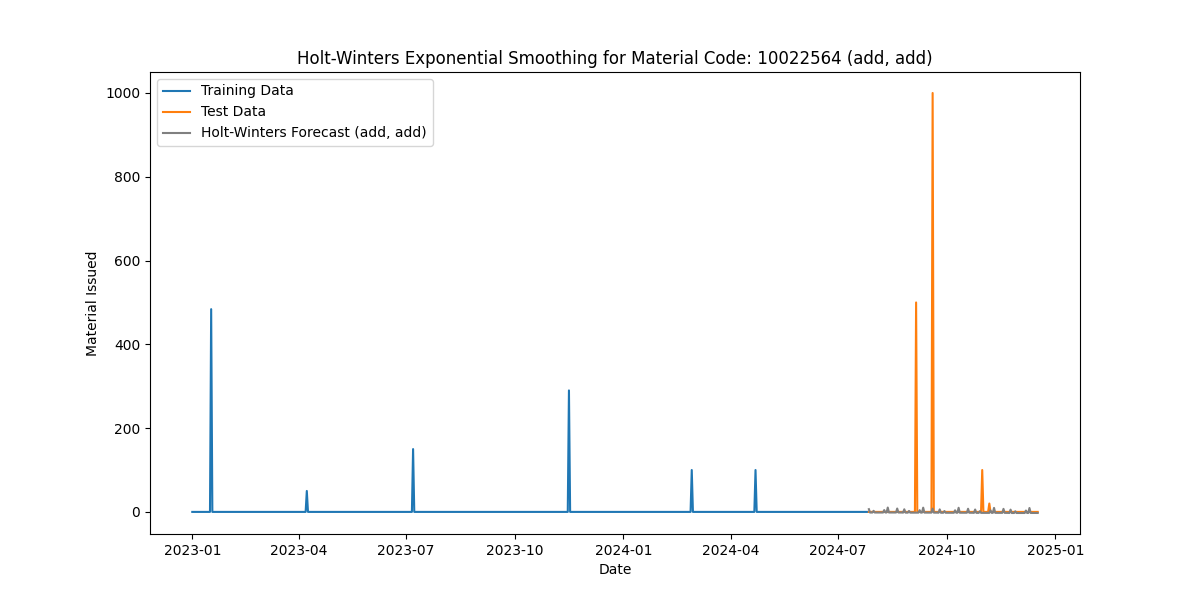 Holt-Winters Exponential Smoothing for Material Code: 10022564 (add, add)
Training Data
Test Data
Holt-Winters Forecast (add, add)
1000
800
600
400
200
0
Material Issued
2023-01 2023-04 2023-07 2023-10 2024-01 2024-04 2024-07 2024-10 2025-01
Date